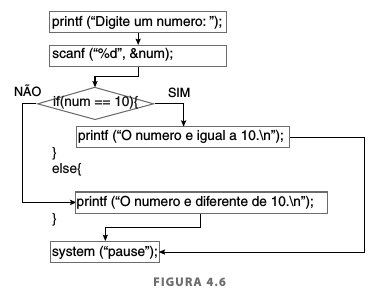 printf (“Digite um numero: ”);
scanf (“%d”, &num);
NÃO
SIM
if(num == 10){
printf (“O numero e igual a 10.\n”);
}
else{
printf (“O numero e diferente de 10.\n”);
}
system (“pause”);
FIGURA 4.6